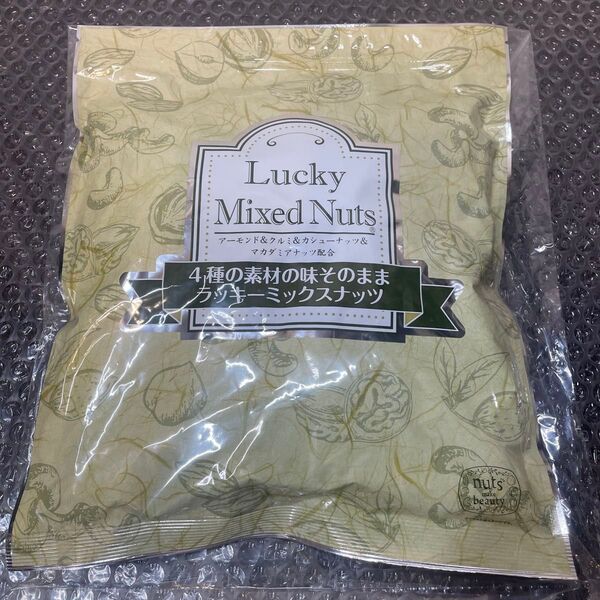 Lucky
Mixed Nuts®
アーモンド&クルミ&カシューナッツ&
マカダミアナッツ配合
4種の素材の味そのまま
ラッキーミックスナッツ
nuts
make
beauty